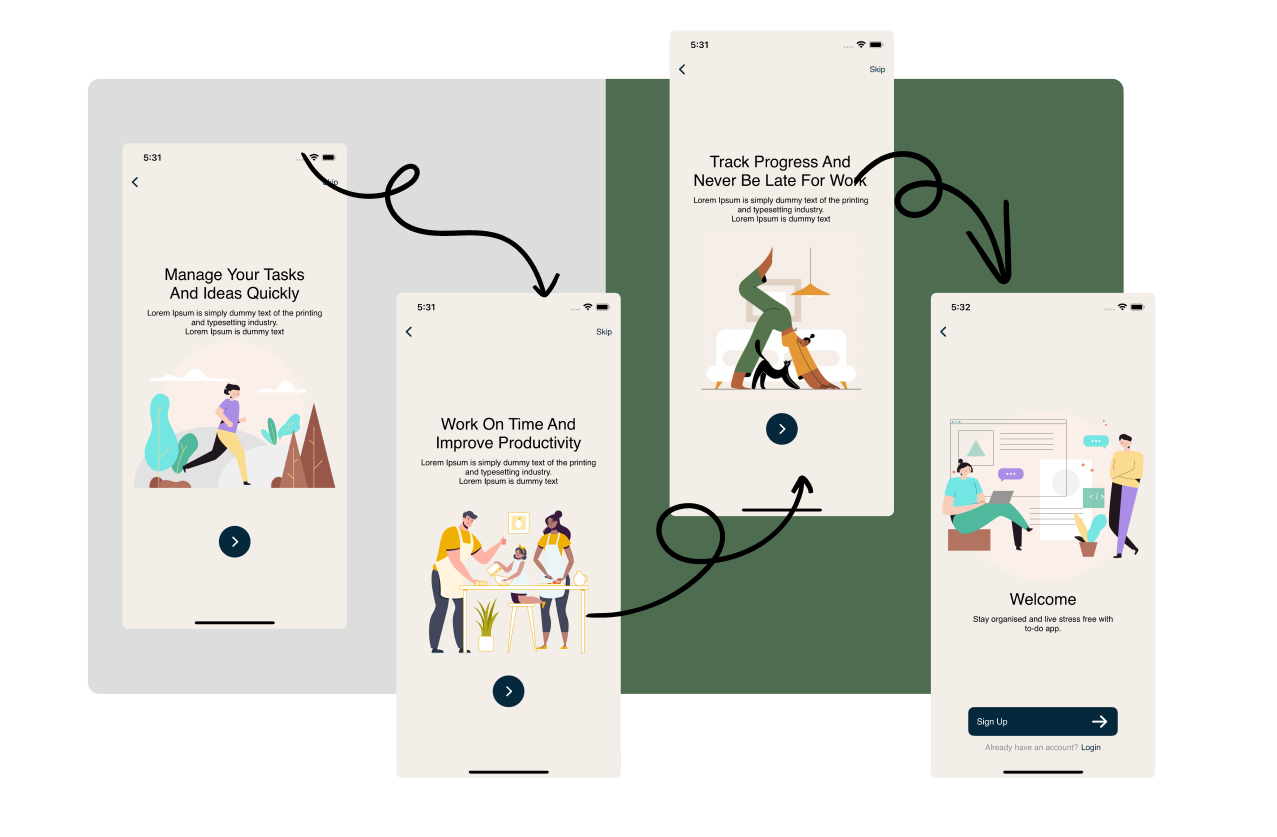 5:31
Skip
Manage Your Tasks
And Ideas Quickly
Lorem Ipsum is simply dummy text of the printing
and typesetting industry.
Lorem Ipsum is dummy text
5:31
Skip
Work On Time And
Improve Productivity
Lorem Ipsum is simply dummy text of the printing
and typesetting industry.
Lorem Ipsum is dummy text
5:31
Skip
Track Progress And
Never Be Late For Work
Lorem Ipsum is simply dummy text of the printing
and typesetting industry.
Lorem Ipsum is dummy text
5:32
</>
Welcome
Stay organised and live stress free with
to-do app.
Sign Up
Already have an account? Login